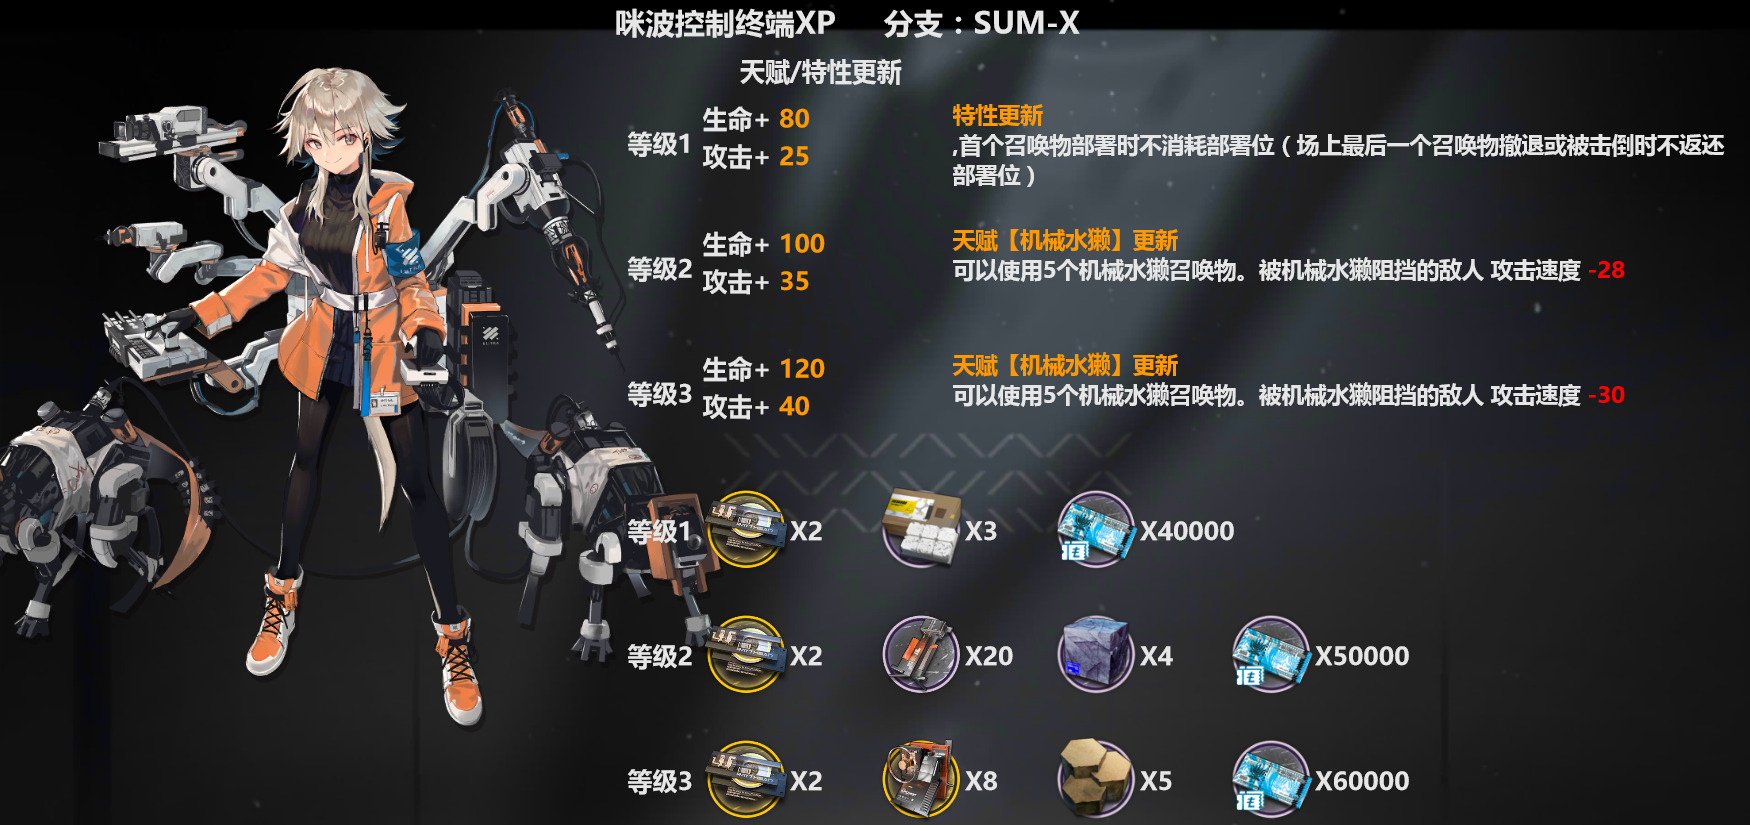 咪波控制终端XP 分支：SUM-X
天赋/特性更新
等级1
生命+ 80
攻击+ 25
特性更新
,首个召唤物部署时不消耗部署位（场上最后一个召唤物撤退或被击倒时不返还
部署位）
等级2
生命+ 100
攻击+ 35
天赋【机械水獭】更新
可以使用5个机械水獭召唤物。被机械水獭阻挡的敌人 攻击速度 -28
等级3
生命+ 120
攻击+ 40
天赋【机械水獭】更新
可以使用5个机械水獭召唤物。被机械水獭阻挡的敌人 攻击速度 -30
等级1 X2 X3 X40000
等级2 X2 X20 X4 X50000
等级3 X2 X8 X5 X60000